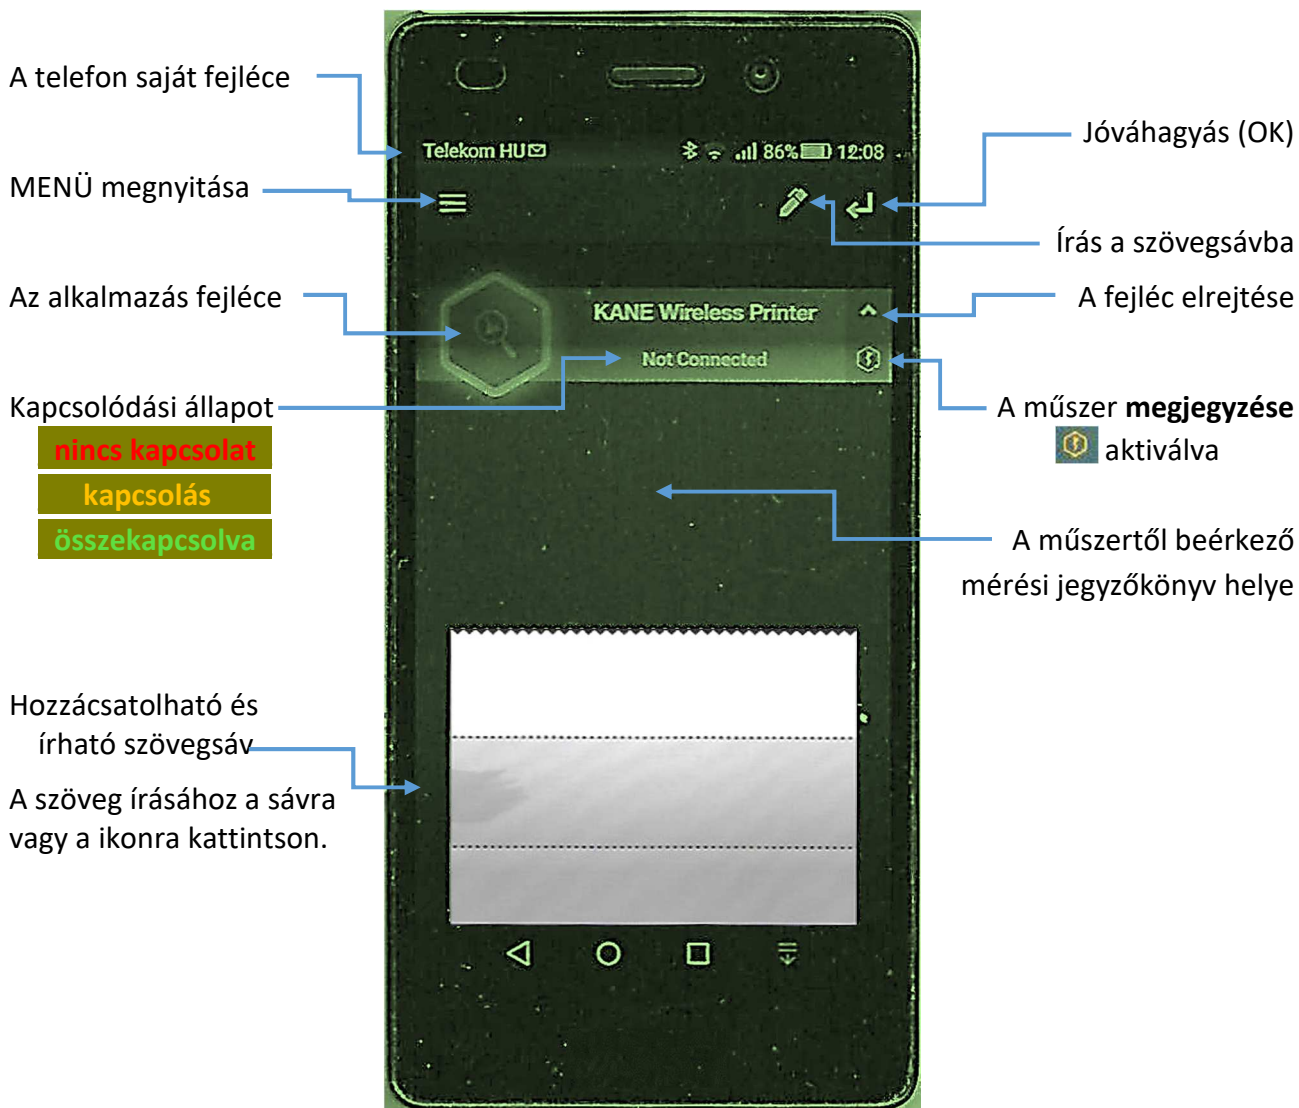 A telefon saját fejléce
MENÜ megnyitása
Az alkalmazás fejléce
Kapcsolódási állapot
nincs kapcsolat
kapcsolás
összekapcsolva
Hozzácsatolható és
írható szövegsáv
A szöveg írásához a sávra
vagy a ikonra kattintson.
Telekom HU 86% 12:08
KANE Wireless Printer
Not Connected
Jóváhagyás (OK)
Írás a szövegsávba
A fejléc elrejtése
A műszer megjegyzése
aktiválva
A műszertől beérkező
mérési jegyzőkönyv helye